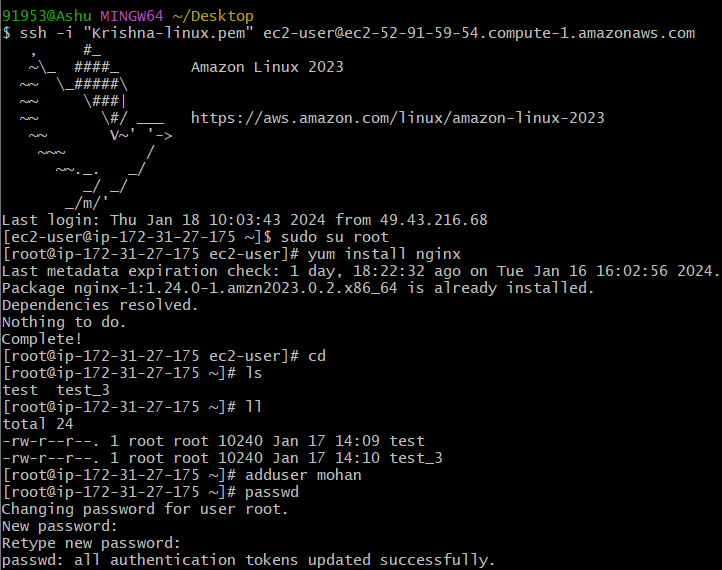 91953@Ashu MINGW64 ~/Desktop
$ ssh -i "Krishna-linux.pem" ec2-user@ec2-52-91-59-54.compute-1.amazonaws.com
   ,     #_
   ~\_  ####_        Amazon Linux 2023
  ~~  \_#####\
  ~~     \###|
  ~~       \#/ ___   https://aws.amazon.com/linux/amazon-linux-2023
   ~~       V~' '->
    ~~~         /
      ~~._.   _/
         _/ _/
       _/m/'
Last login: Thu Jan 18 10:03:43 2024 from 49.43.216.68
[ec2-user@ip-172-31-27-175 ~]$ sudo su root
[root@ip-172-31-27-175 ec2-user]# yum install nginx
Last metadata expiration check: 1 day, 18:22:32 ago on Tue Jan 16 16:02:56 2024.
Package nginx-1:1.24.0-1.amzn2023.0.2.x86_64 is already installed.
Dependencies resolved.
Nothing to do.
Complete!
[root@ip-172-31-27-175 ec2-user]# cd
[root@ip-172-31-27-175 ~]# ls
test  test_3
[root@ip-172-31-27-175 ~]# ll
total 24
-rw-r--r--. 1 root root 10240 Jan 17 14:09 test
-rw-r--r--. 1 root root 10240 Jan 17 14:10 test_3
[root@ip-172-31-27-175 ~]# adduser mohan
[root@ip-172-31-27-175 ~]# passwd
Changing password for user root.
New password:
Retype new password:
passwd: all authentication tokens updated successfully.